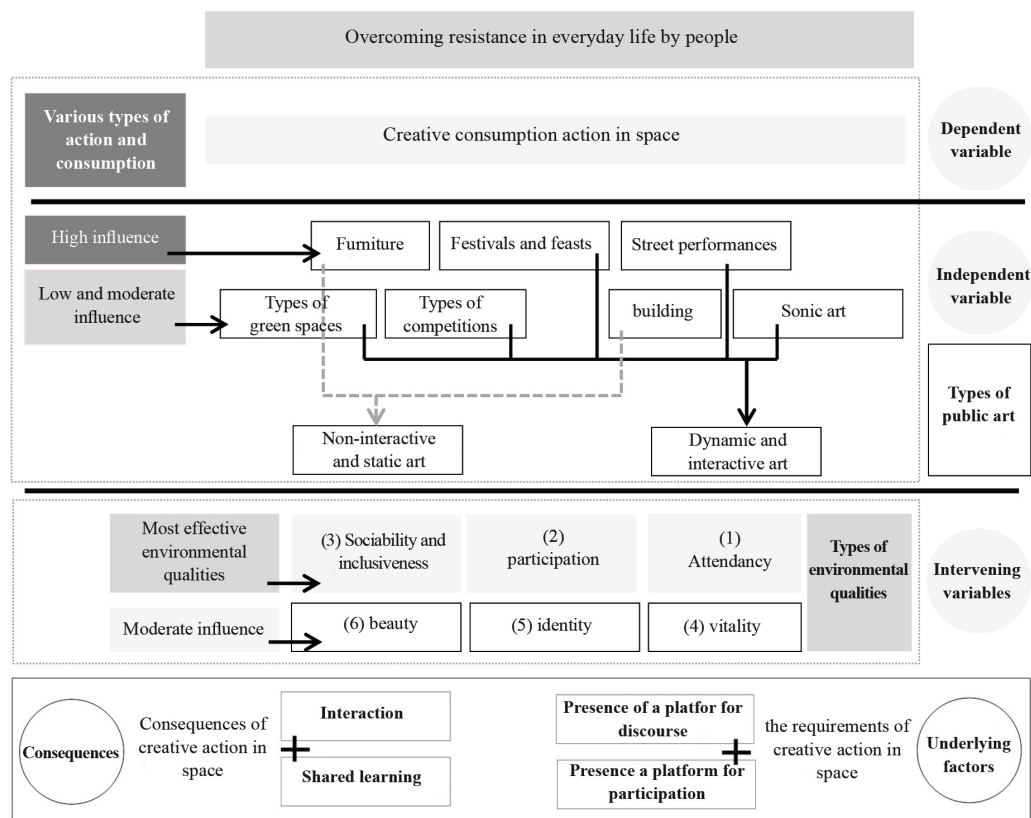 Overcoming resistance in everyday life by people
Various types of
action and
consumption
Creative consumption action in space
Dependent
variable
High influence
Furniture
Festivals and feasts
Street performances
Low and moderate
influence
Types of
green spaces
Types of
competitions
building
Sonic art
Independent
variable
Types of
public art
Non-interactive
and static art
Dynamic and
interactive art
Most effective
environmental
qualities
(3) Sociability and
inclusiveness
(2)
participation
(1)
Attendancy
Types of
environmental
qualities
Intervening
variables
Moderate influence
(6) beauty
(5) identity
(4) vitality
Consequences
Consequences of
creative action in
space
Interaction
Shared learning
Presence of a platfor for
discourse
Presence a platform for
participation
the requirements of
creative action in
space
Underlying
factors